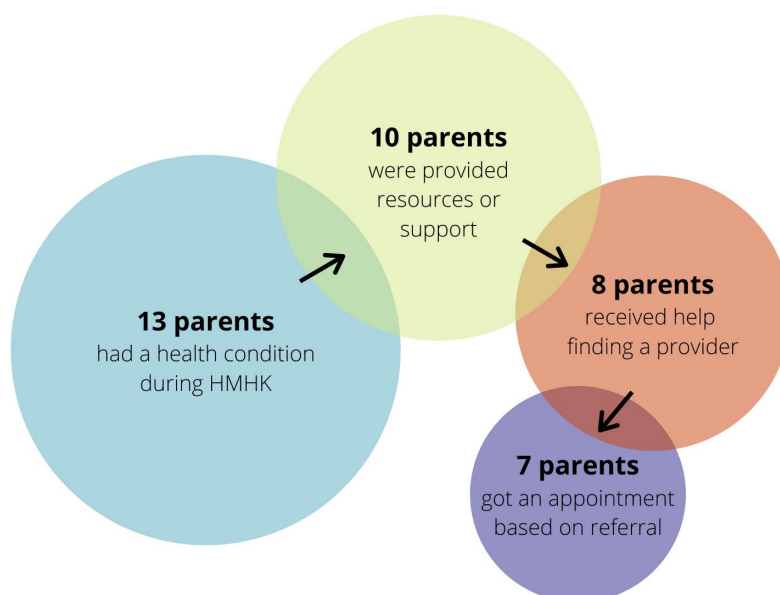 10 parents
were provided
resources or
support
13 parents
had a health condition
during HMHK
8 parents
received help
finding a provider
7 parents
got an appointment
based on referral